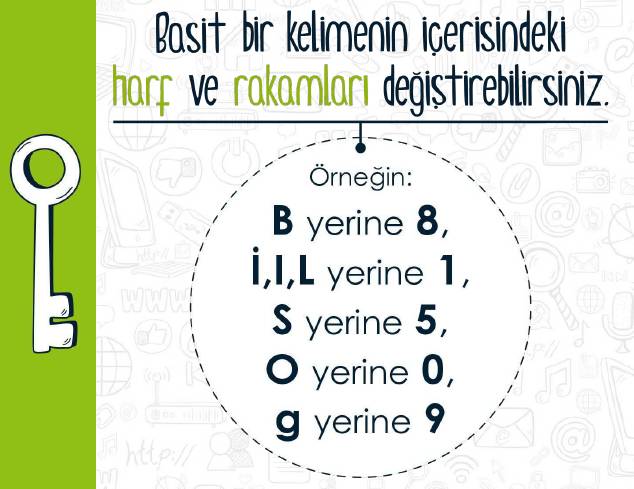 Basit bir kelimenin içerisindeki
harf ve rakamları değiştirebilirsiniz.
Örneğin:
B yerine 8,
İ,I,L yerine 1,
S yerine 5,
O yerine 0,
g yerine 9
www
http://
http://